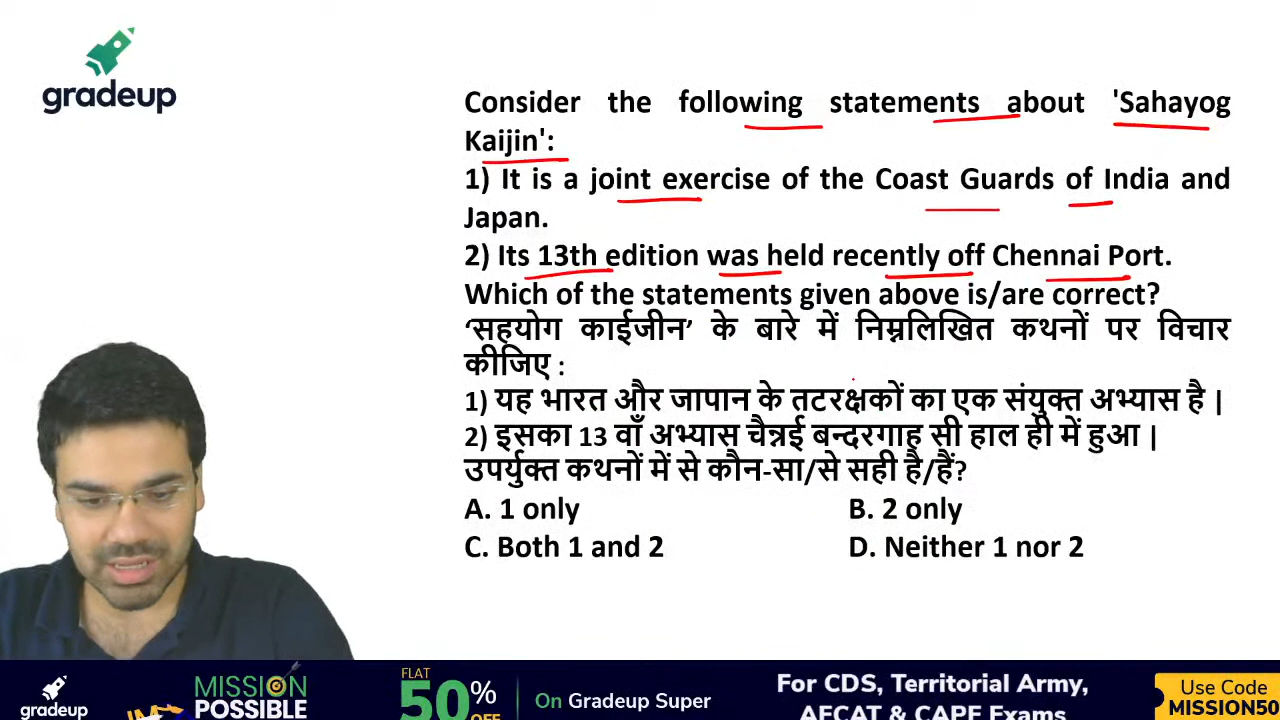 gradeup
Consider the following statements about 'Sahayog
Kaijin':
1) It is a joint exercise of the Coast Guards of India and
Japan.
2) Its 13th edition was held recently off Chennai Port.
Which of the statements given above is/are correct?
‘सहयोग काईजीन’ के बारे में निम्नलिखित कथनों पर विचार
कीजिए :
1) यह भारत और जापान के तटरक्षकों का एक संयुक्त अभ्यास है |
2) इसका 13 वाँ अभ्यास चैन्नई बन्दरगाह सी हाल ही में हुआ |
उपर्युक्त कथनों में से कौन-सा/से सही है/हैं?
A. 1 only B. 2 only
C. Both 1 and 2 D. Neither 1 nor 2
gradeup
MISSION
POSSIBLE
FLAT
50%
OFF
On Gradeup Super
For CDS, Territorial Army,
AFCAT & CAPF Exams
Use Code
MISSION50